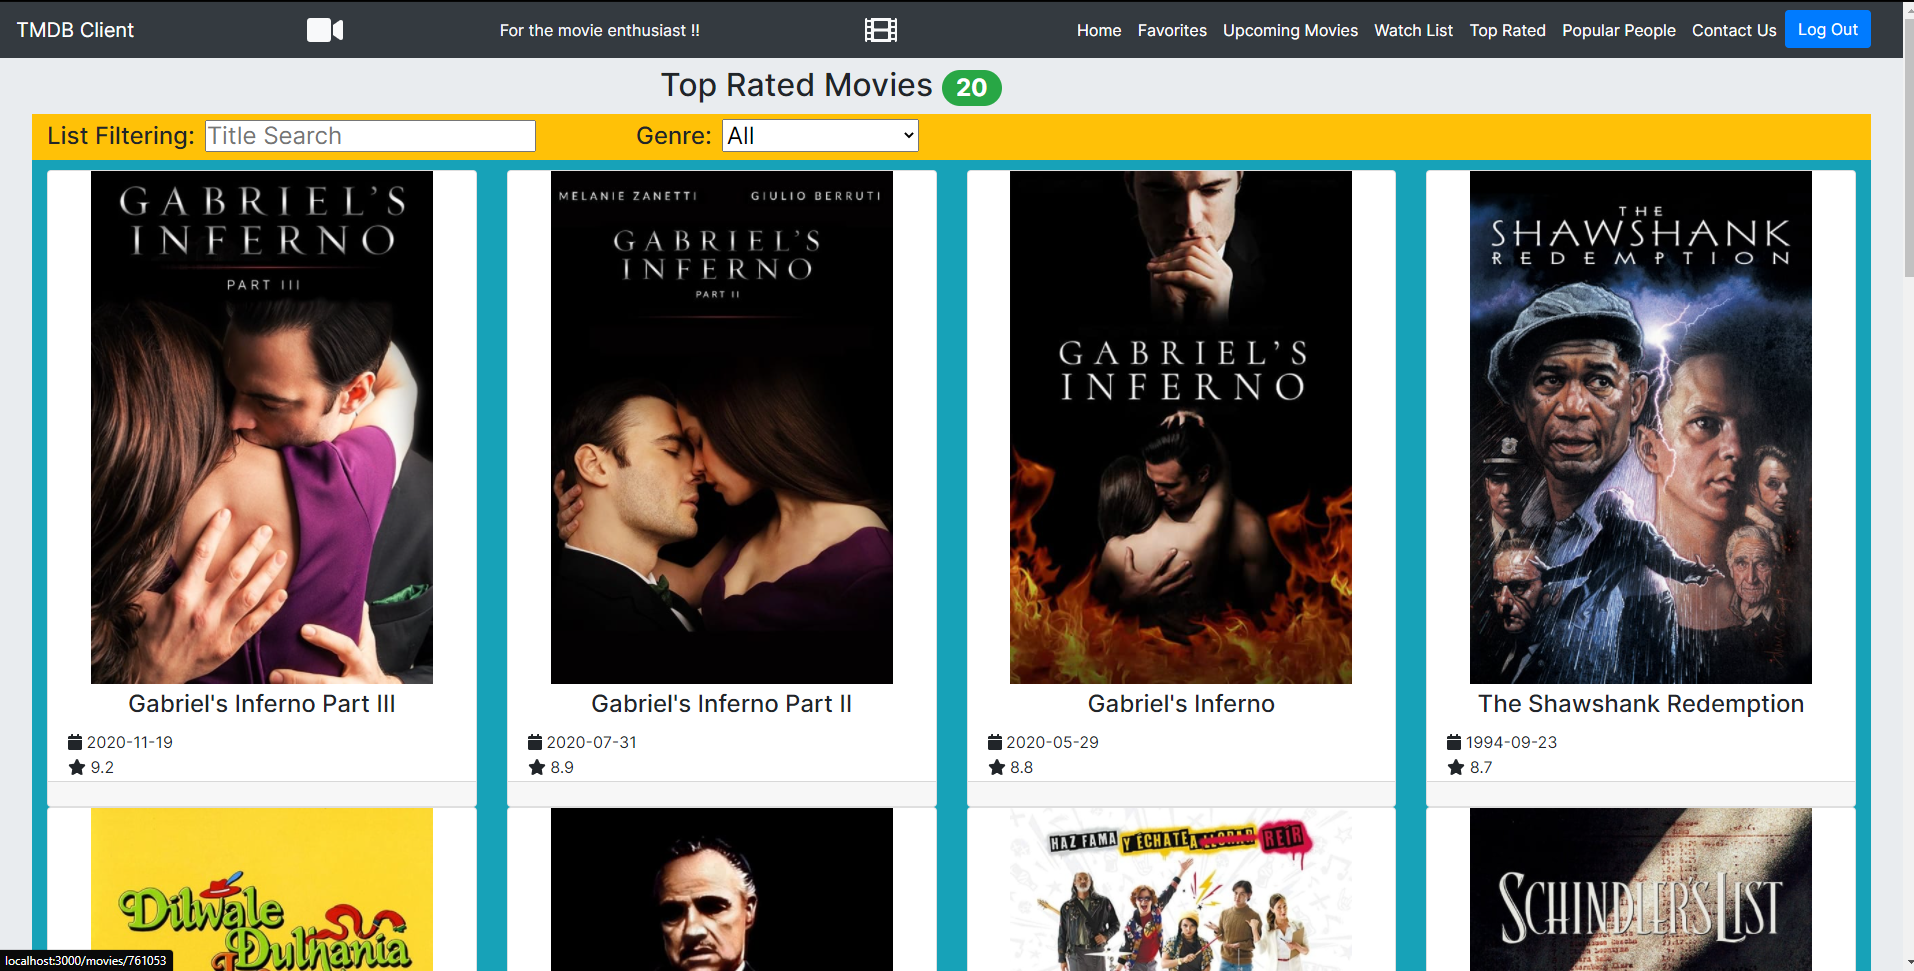 TMDB Client
For the movie enthusiast !!
Home Favorites Upcoming Movies Watch List Top Rated Popular People Contact Us Log Out
Top Rated Movies 20
List Filtering: Title Search Genre: All
GABRIEL'S
INFERNO
PART III
MELANIE ZANETTI GIULIO BERRUTI
GABRIEL'S
INFERNO
PART II
GABRIEL'S
INFERNO
THE
SHAWSHANK
REDEMPTION
Gabriel's Inferno Part III
2020-11-19
9.2
Gabriel's Inferno Part II
2020-07-31
8.9
Gabriel's Inferno
2020-05-29
8.8
The Shawshank Redemption
1994-09-23
8.7
Dilwale
Dulhania
HAZ FAMA Y ÉCHATE A LLORAR REÍR
SCHINDLER'S LIST
localhost:3000/movies/761053